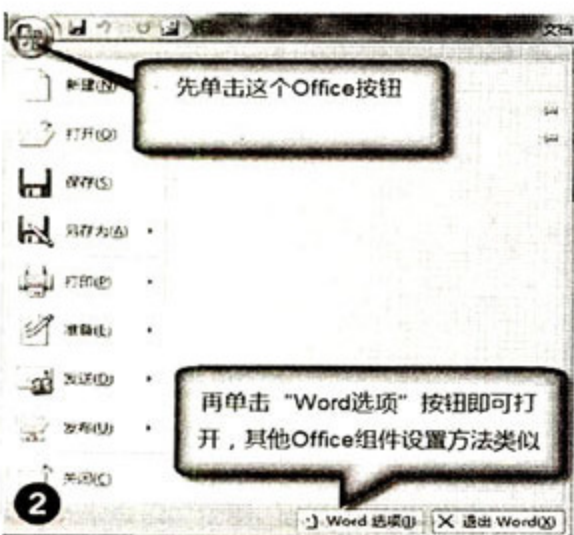 文档
先单击这个Office按钮
新建(N)
打开(O)
保存(S)
另存为(A)
打印(P)
准备(E)
发送(D)
再单击“Word选项”按钮即可打
开，其他Office组件设置方法类似
发布(U)
关闭(C)
2
Word 选项(I)
退出 Word(X)